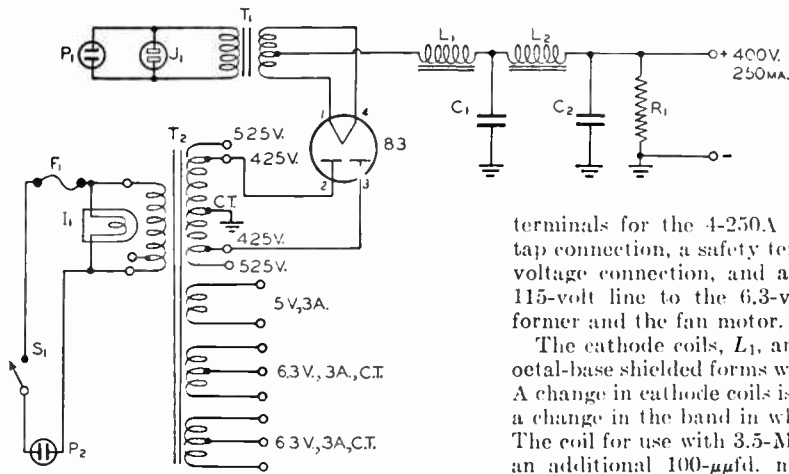 T₁
P₁
J₁
L₁
L₂
+ 400V.
250MA.
C₁
C₂
R₁
-
1
4
83
2
3
T₂
525V.
425V.
C.T.
425V.
525V.
F₁
I₁
5V,3A.
6.3V., 3A., C.T.
6.3V.,3A,C.T.
S₁
P₂
terminals for the 4-250A
tap connection, a safety
voltage connection, and a
115-volt line to the 6.3-
former and the fan motor.
The cathode coils, L₁,
octal-base shielded forms
A change in cathode coils is
a change in the band in
The coil for use with 3.5-
an additional 100-μμfd.